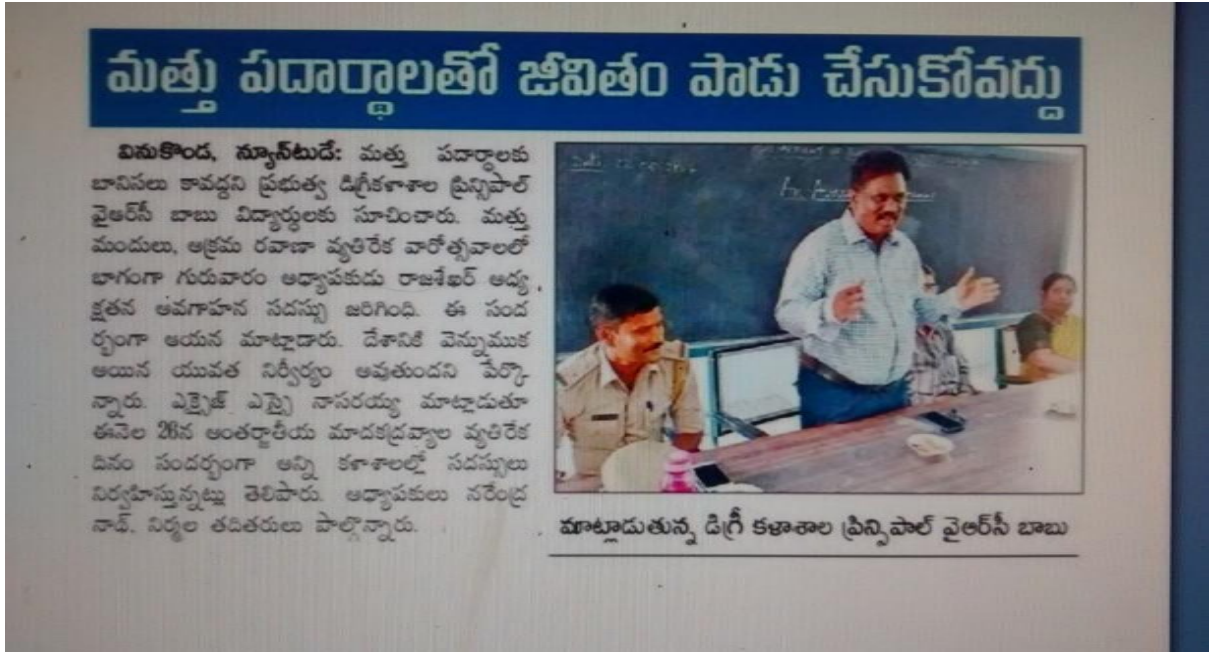 మత్తు పదార్థాలతో జీవితం పాడు చేసుకోవద్దు
వినుకొండ, న్యూస్‌టుడే: మత్తు పదార్థాలకు
బానిసలు కావద్దని ప్రభుత్వ డిగ్రీకళాశాల ప్రిన్సిపాల్
వైఆర్‌సీ బాబు విద్యార్థులకు సూచించారు. మత్తు
మందులు, అక్రమ రవాణా వ్యతిరేక వారోత్సవాలలో
భాగంగా గురువారం అధ్యాపకుడు రాజశేఖర్ అధ్య
క్షతన అవగాహన సదస్సు జరిగింది. ఈ సంద
ర్భంగా ఆయన మాట్లాడారు. దేశానికి వెన్నుముక
అయిన యువత నిర్వీర్యం అవుతుందని పేర్కొ
న్నారు. ఎక్సైజ్ ఎస్సై నాసరయ్య మాట్లాడుతూ
ఈనెల 26న అంతర్జాతీయ మాదకద్రవ్యాల వ్యతిరేక
దినం సందర్భంగా అన్ని కళాశాలల్లో సదస్సులు
నిర్వహిస్తున్నట్లు తెలిపారు. అధ్యాపకులు నరేంద్ర
నాథ్, నిర్మల తదితరులు పాల్గొన్నారు.
మాట్లాడుతున్న డిగ్రీ కళాశాల ప్రిన్సిపాల్ వైఆర్‌సీ బాబు